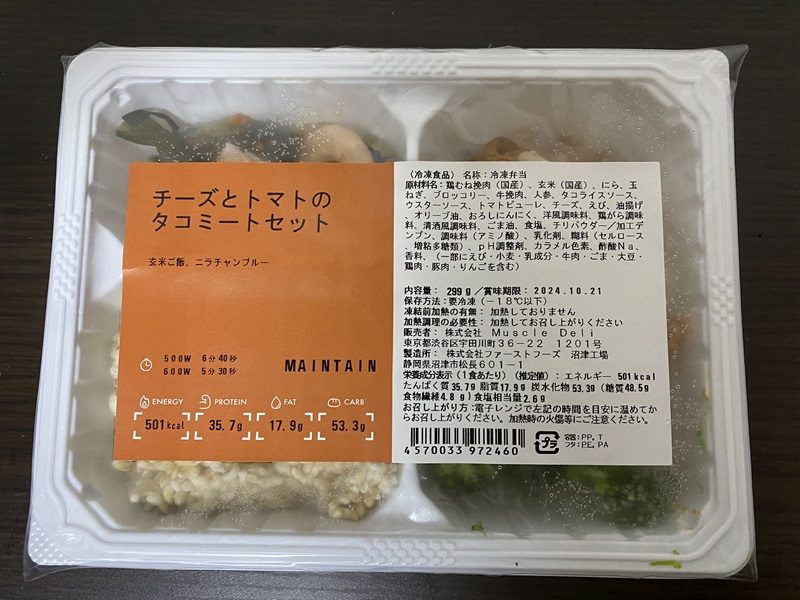 チーズとトマトの
タコミートセット
玄米ご飯、ニラチャンプルー
500W 6分40秒
600W 5分30秒
MAINTAIN
ENERGY PROTEIN FAT CARB
501kcal 35.7g 17.9g 53.3g
〈冷凍食品〉 名称：冷凍弁当
原材料名：鶏むね挽肉（国産）、玄米（国産）、にら、玉
ねぎ、ブロッコリー、牛挽肉、人参、タコライスソース、
ウスターソース、トマトピューレ、チーズ、えび、油揚げ
、オリーブ油、おろしにんにく、洋風調味料、鶏がら調味
料、清酒風調味料、ごま油、食塩、チリパウダー／加工デ
ンプン、調味料（アミノ酸）、乳化剤、糊料（セルロース
、増粘多糖類）、ｐH調整剤、カラメル色素、酢酸Na、
香料、（一部にえび・小麦・乳成分・牛肉・ごま・大豆・
鶏肉・豚肉・りんごを含む）
内容量： 299g／賞味期限：2024.10.21
保存方法：要冷凍（－18℃以下）
凍結前加熱の有無： 加熱しておりません
加熱調理の必要性： 加熱してお召し上がりください
販売者： 株式会社 Muscle Deli
東京都渋谷区宇田川町36－22 1201号
製造所： 株式会社ファーストフーズ 沼津工場
静岡県沼津市松長601－1
栄養成分表示（1食あたり）（推定値）：エネルギー 501kcal
たんぱく質 35.7g 脂質 17.9g 炭水化物 53.3g（糖質48.5g
食物繊維4.8g）食塩相当量 2.6g
お召し上がり方：電子レンジで左記の時間を目安に温めてか
らお召し上がりください。加熱時の火傷等にご注意ください。
4570033 972460
プラ
容器：PP，T
フタ：PE，PA